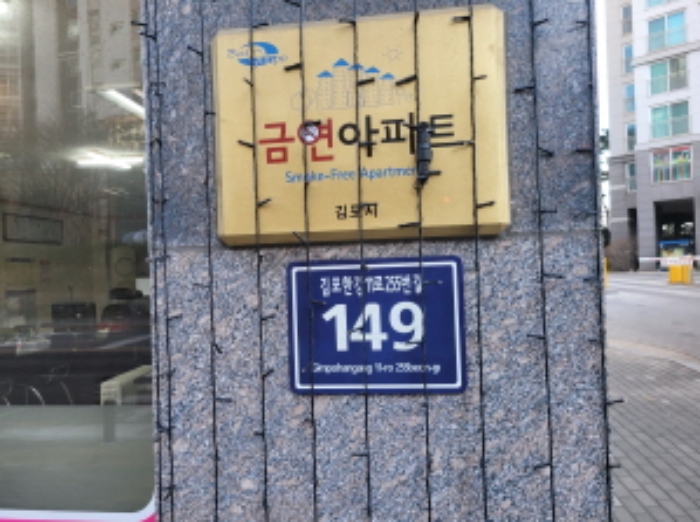 금연아파트
Smoke-Free Apartment
김포시
김포한강11로255번길
149
Gimpohangang 11-ro 255beon-gil